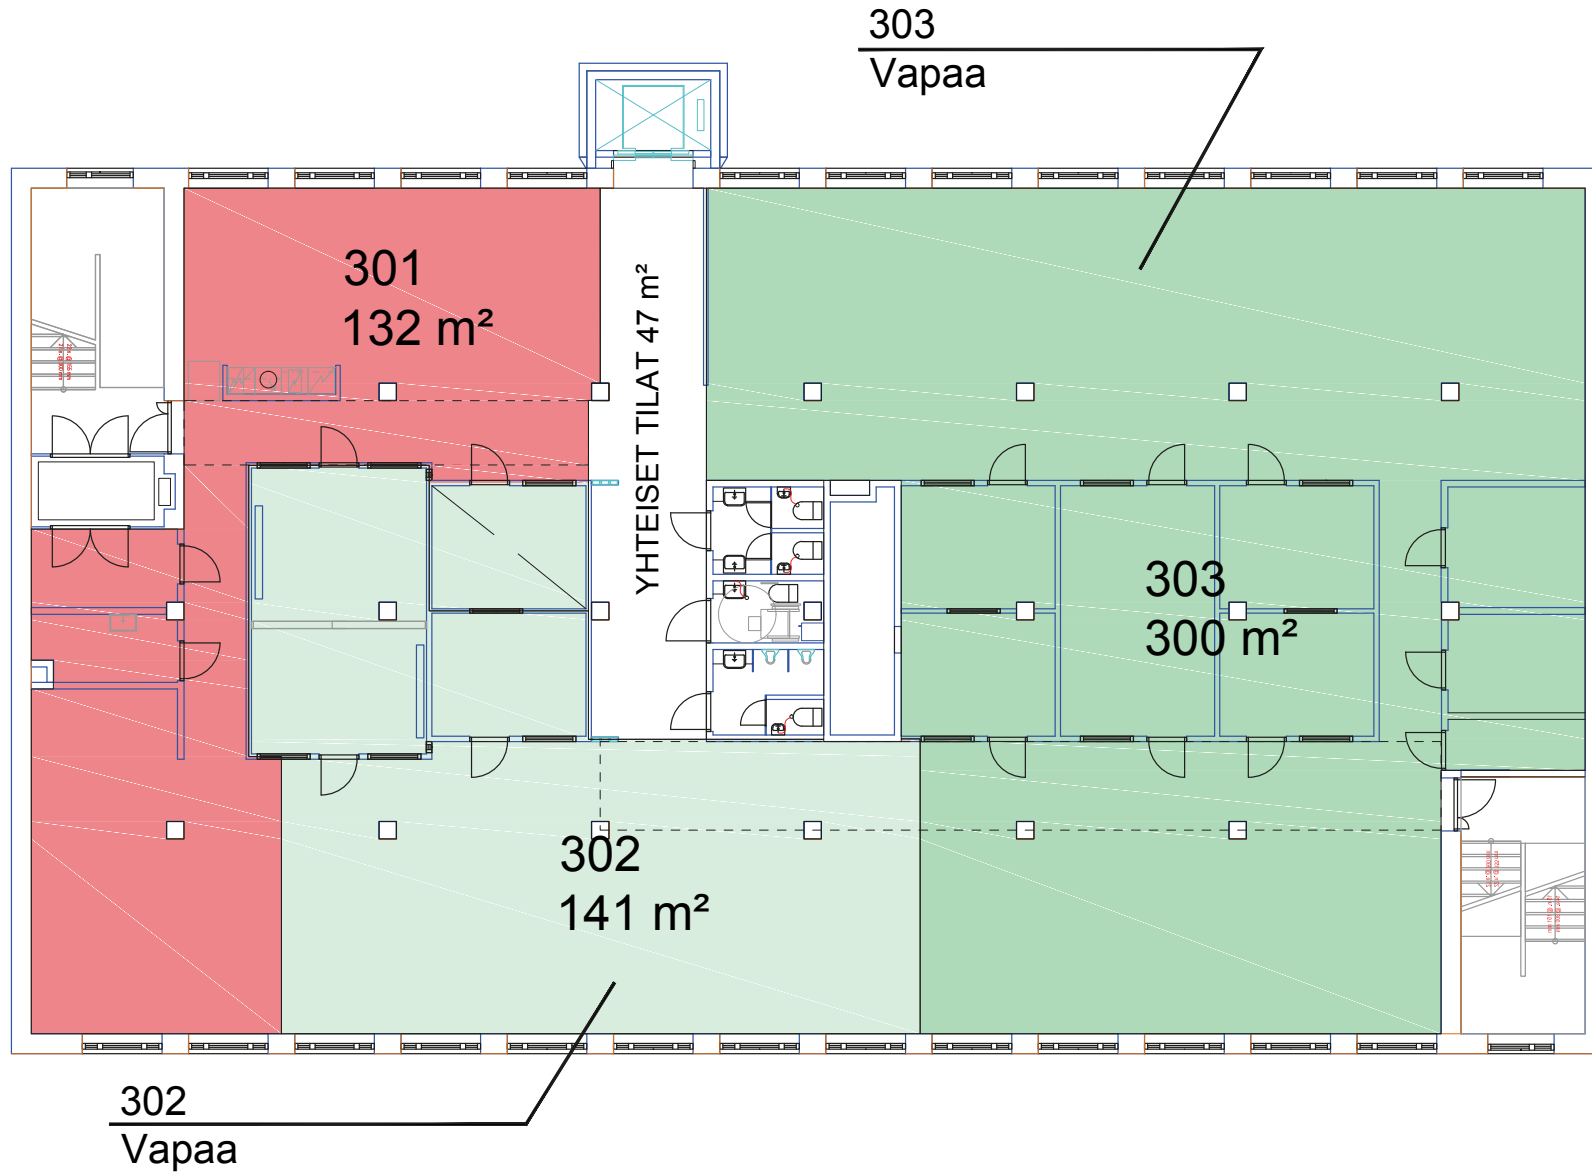 303
Vapaa
301
132 m²
YHTEISET TILAT 47 m²
303
300 m²
302
141 m²
302
Vapaa